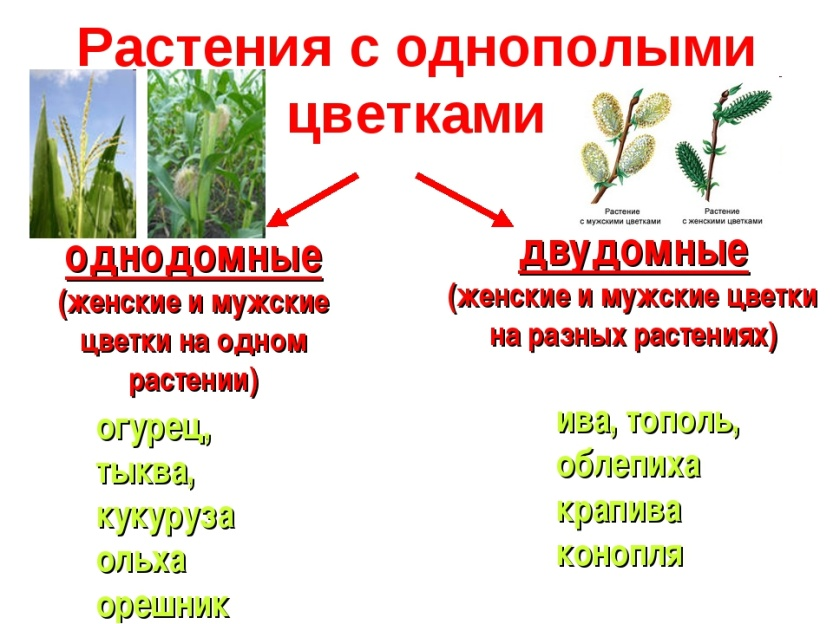 Растения с однополыми
цветками
Растение
с мужскими цветками
Растение
с женскими цветками
однодомные
(женские и мужские
цветки на одном
растении)
огурец,
тыква,
кукуруза
ольха
орешник
двудомные
(женские и мужские цветки
на разных растениях)
ива, тополь,
облепиха
крапива
конопля